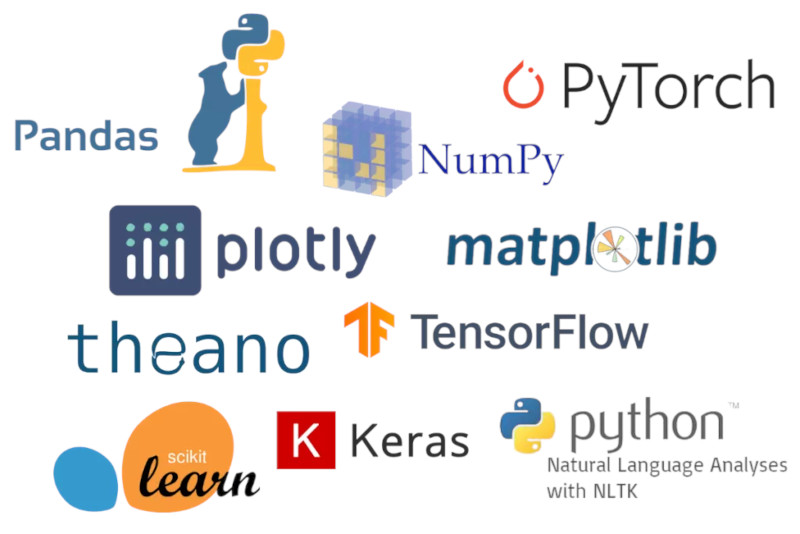 PyTorch
Pandas
NumPy
plotly
matplotlib
theano
TensorFlow
scikit
learn
K Keras
python™
Natural Language Analyses
with NLTK